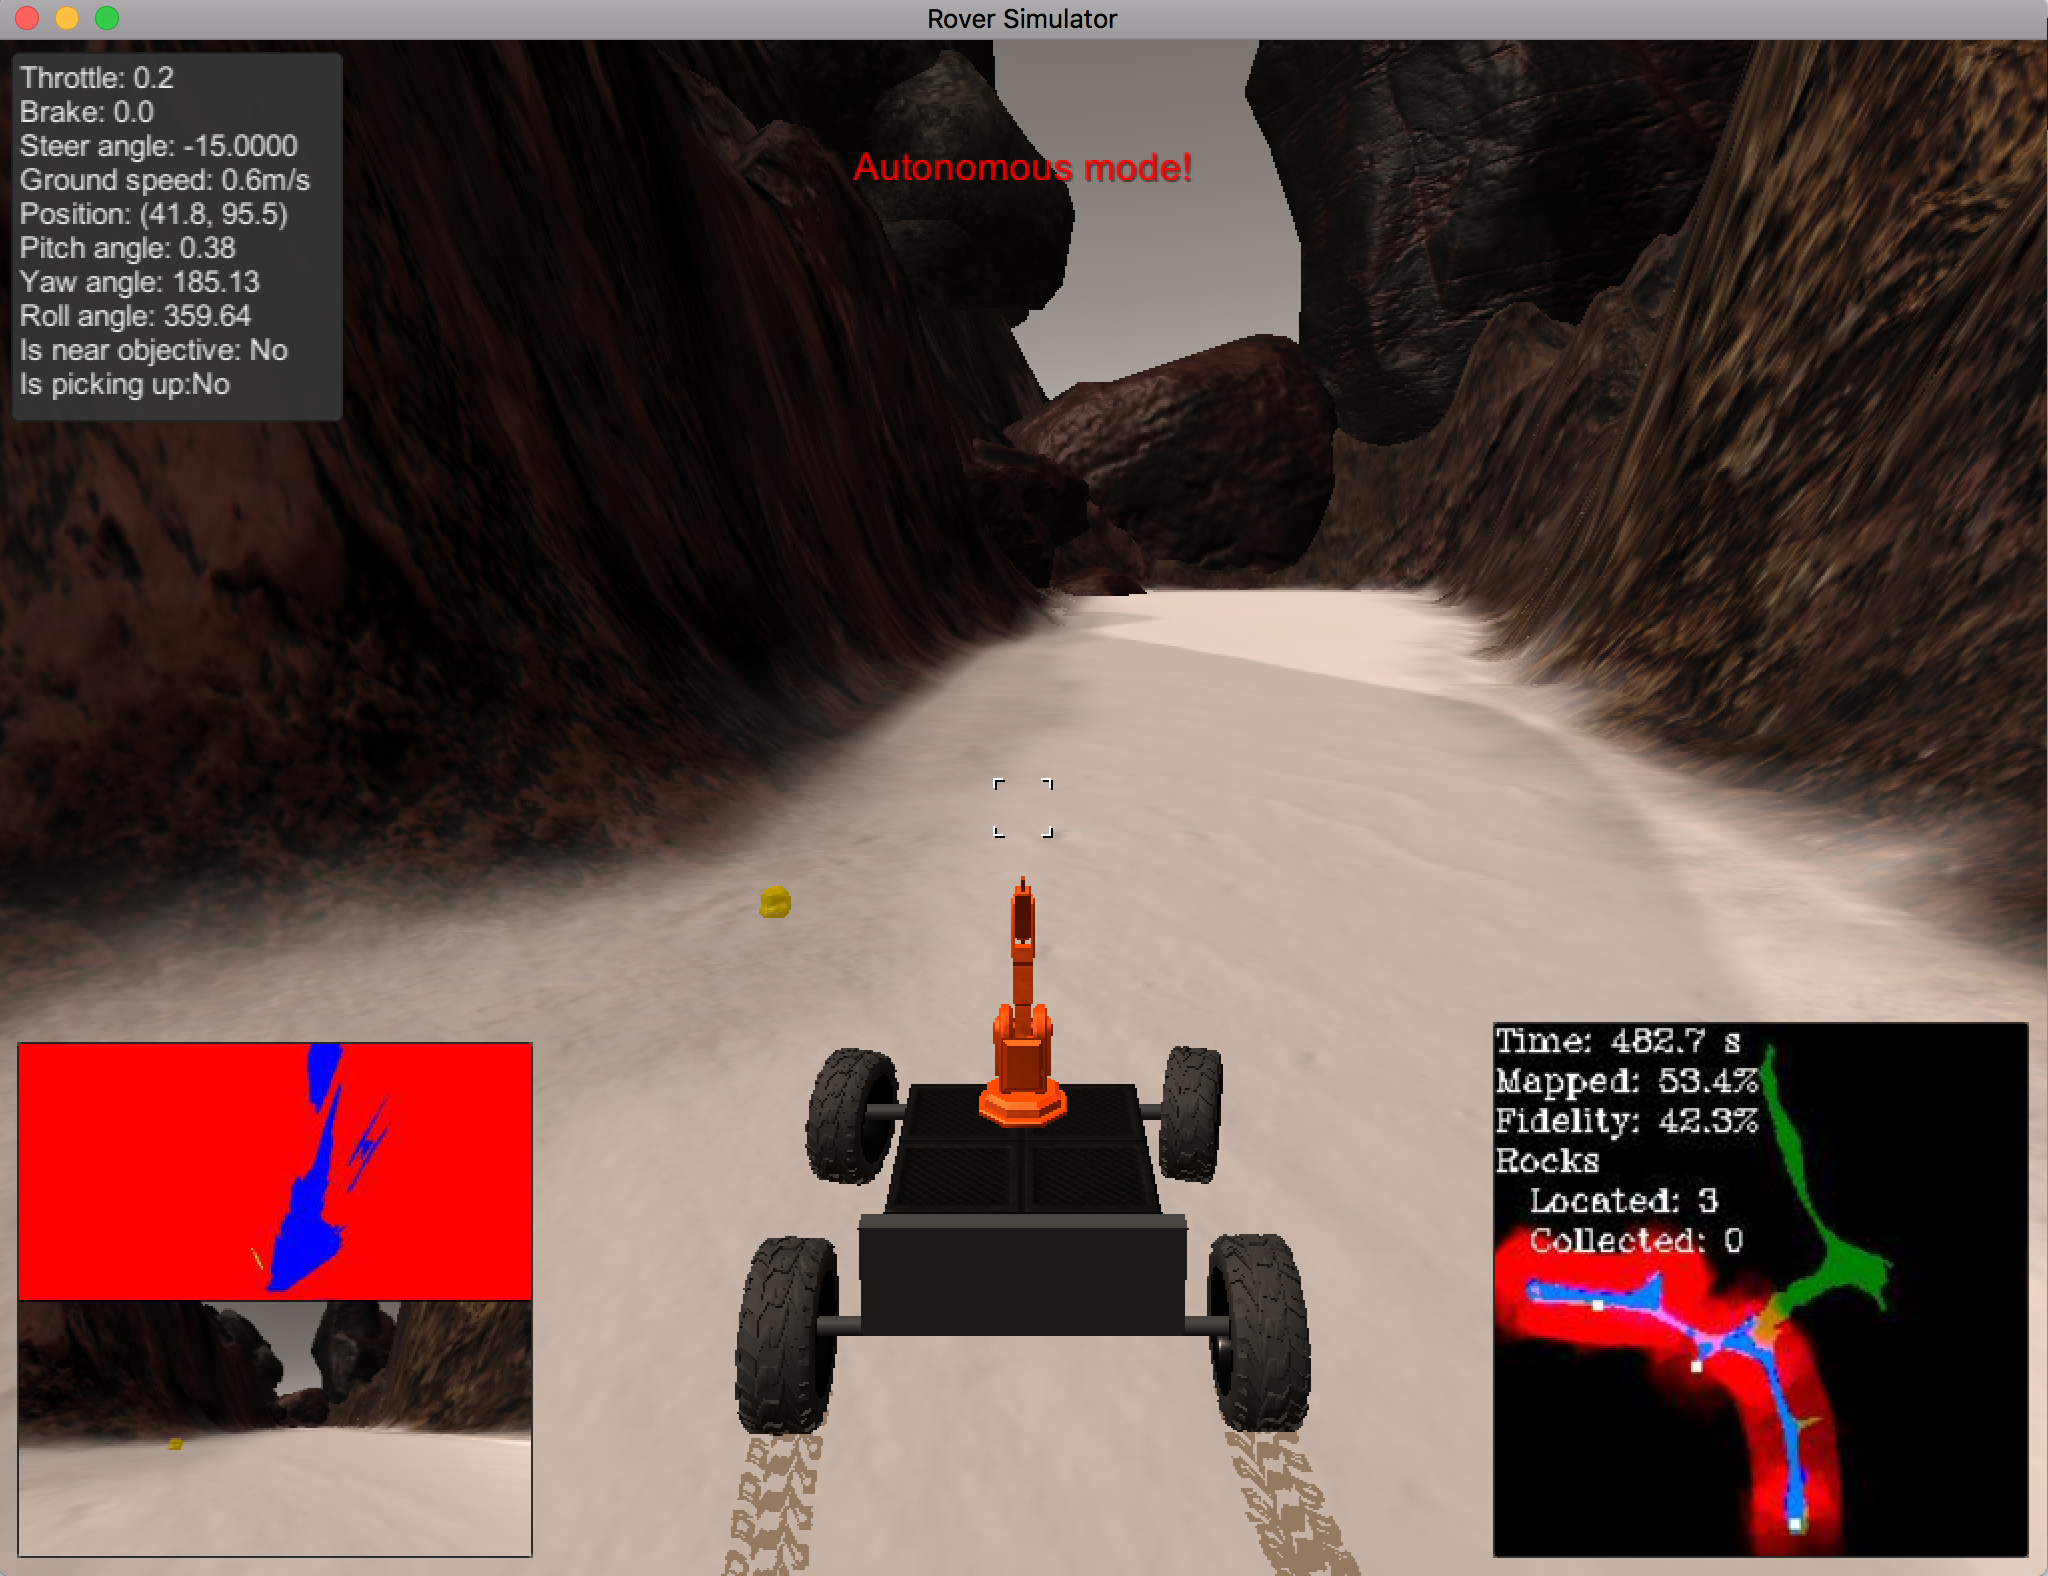 Rover Simulator
Throttle: 0.2
Brake: 0.0
Steer angle: -15.0000
Ground speed: 0.6m/s
Position: (41.8, 95.5)
Pitch angle: 0.38
Yaw angle: 185.13
Roll angle: 359.64
Is near objective: No
Is picking up:No
Autonomous mode!
Time: 482.7 s
Mapped: 53.4%
Fidelity: 42.3%
Rocks
Located: 3
Collected: 0